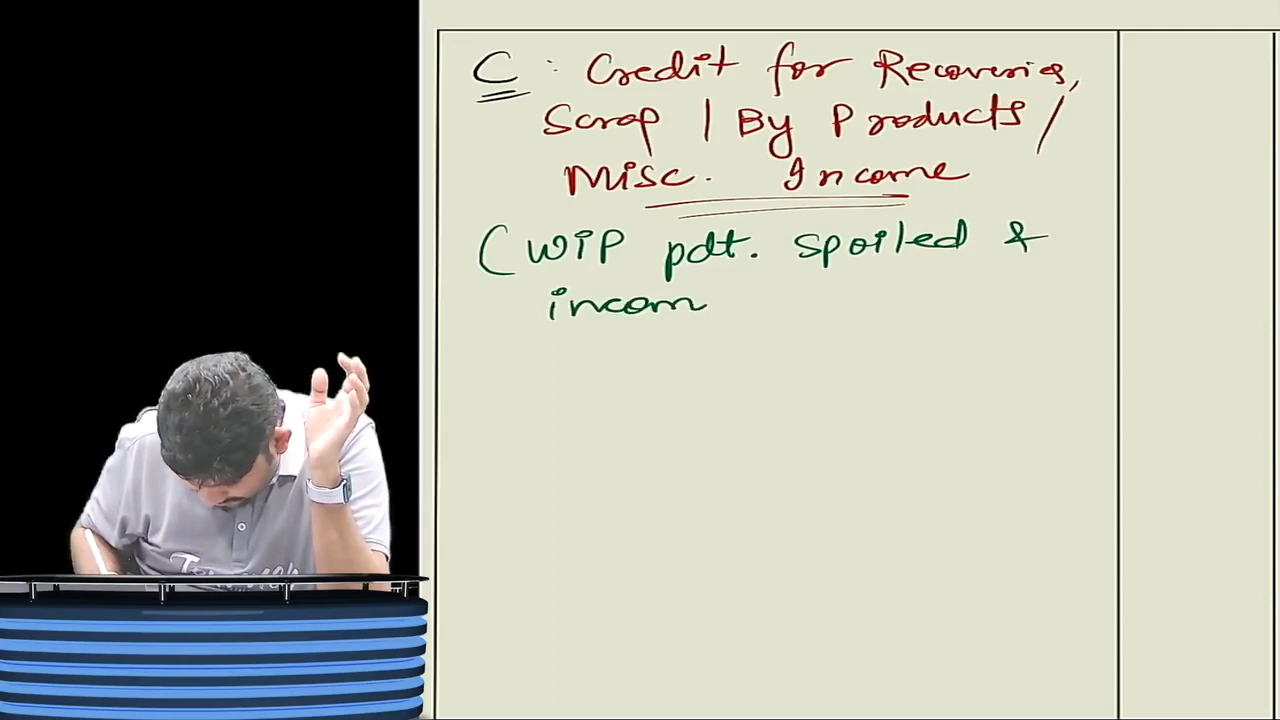 C : Credit for Recoveries,
Scrap | By Products /
Misc. Income
(WIP pdt. spoiled &
incom